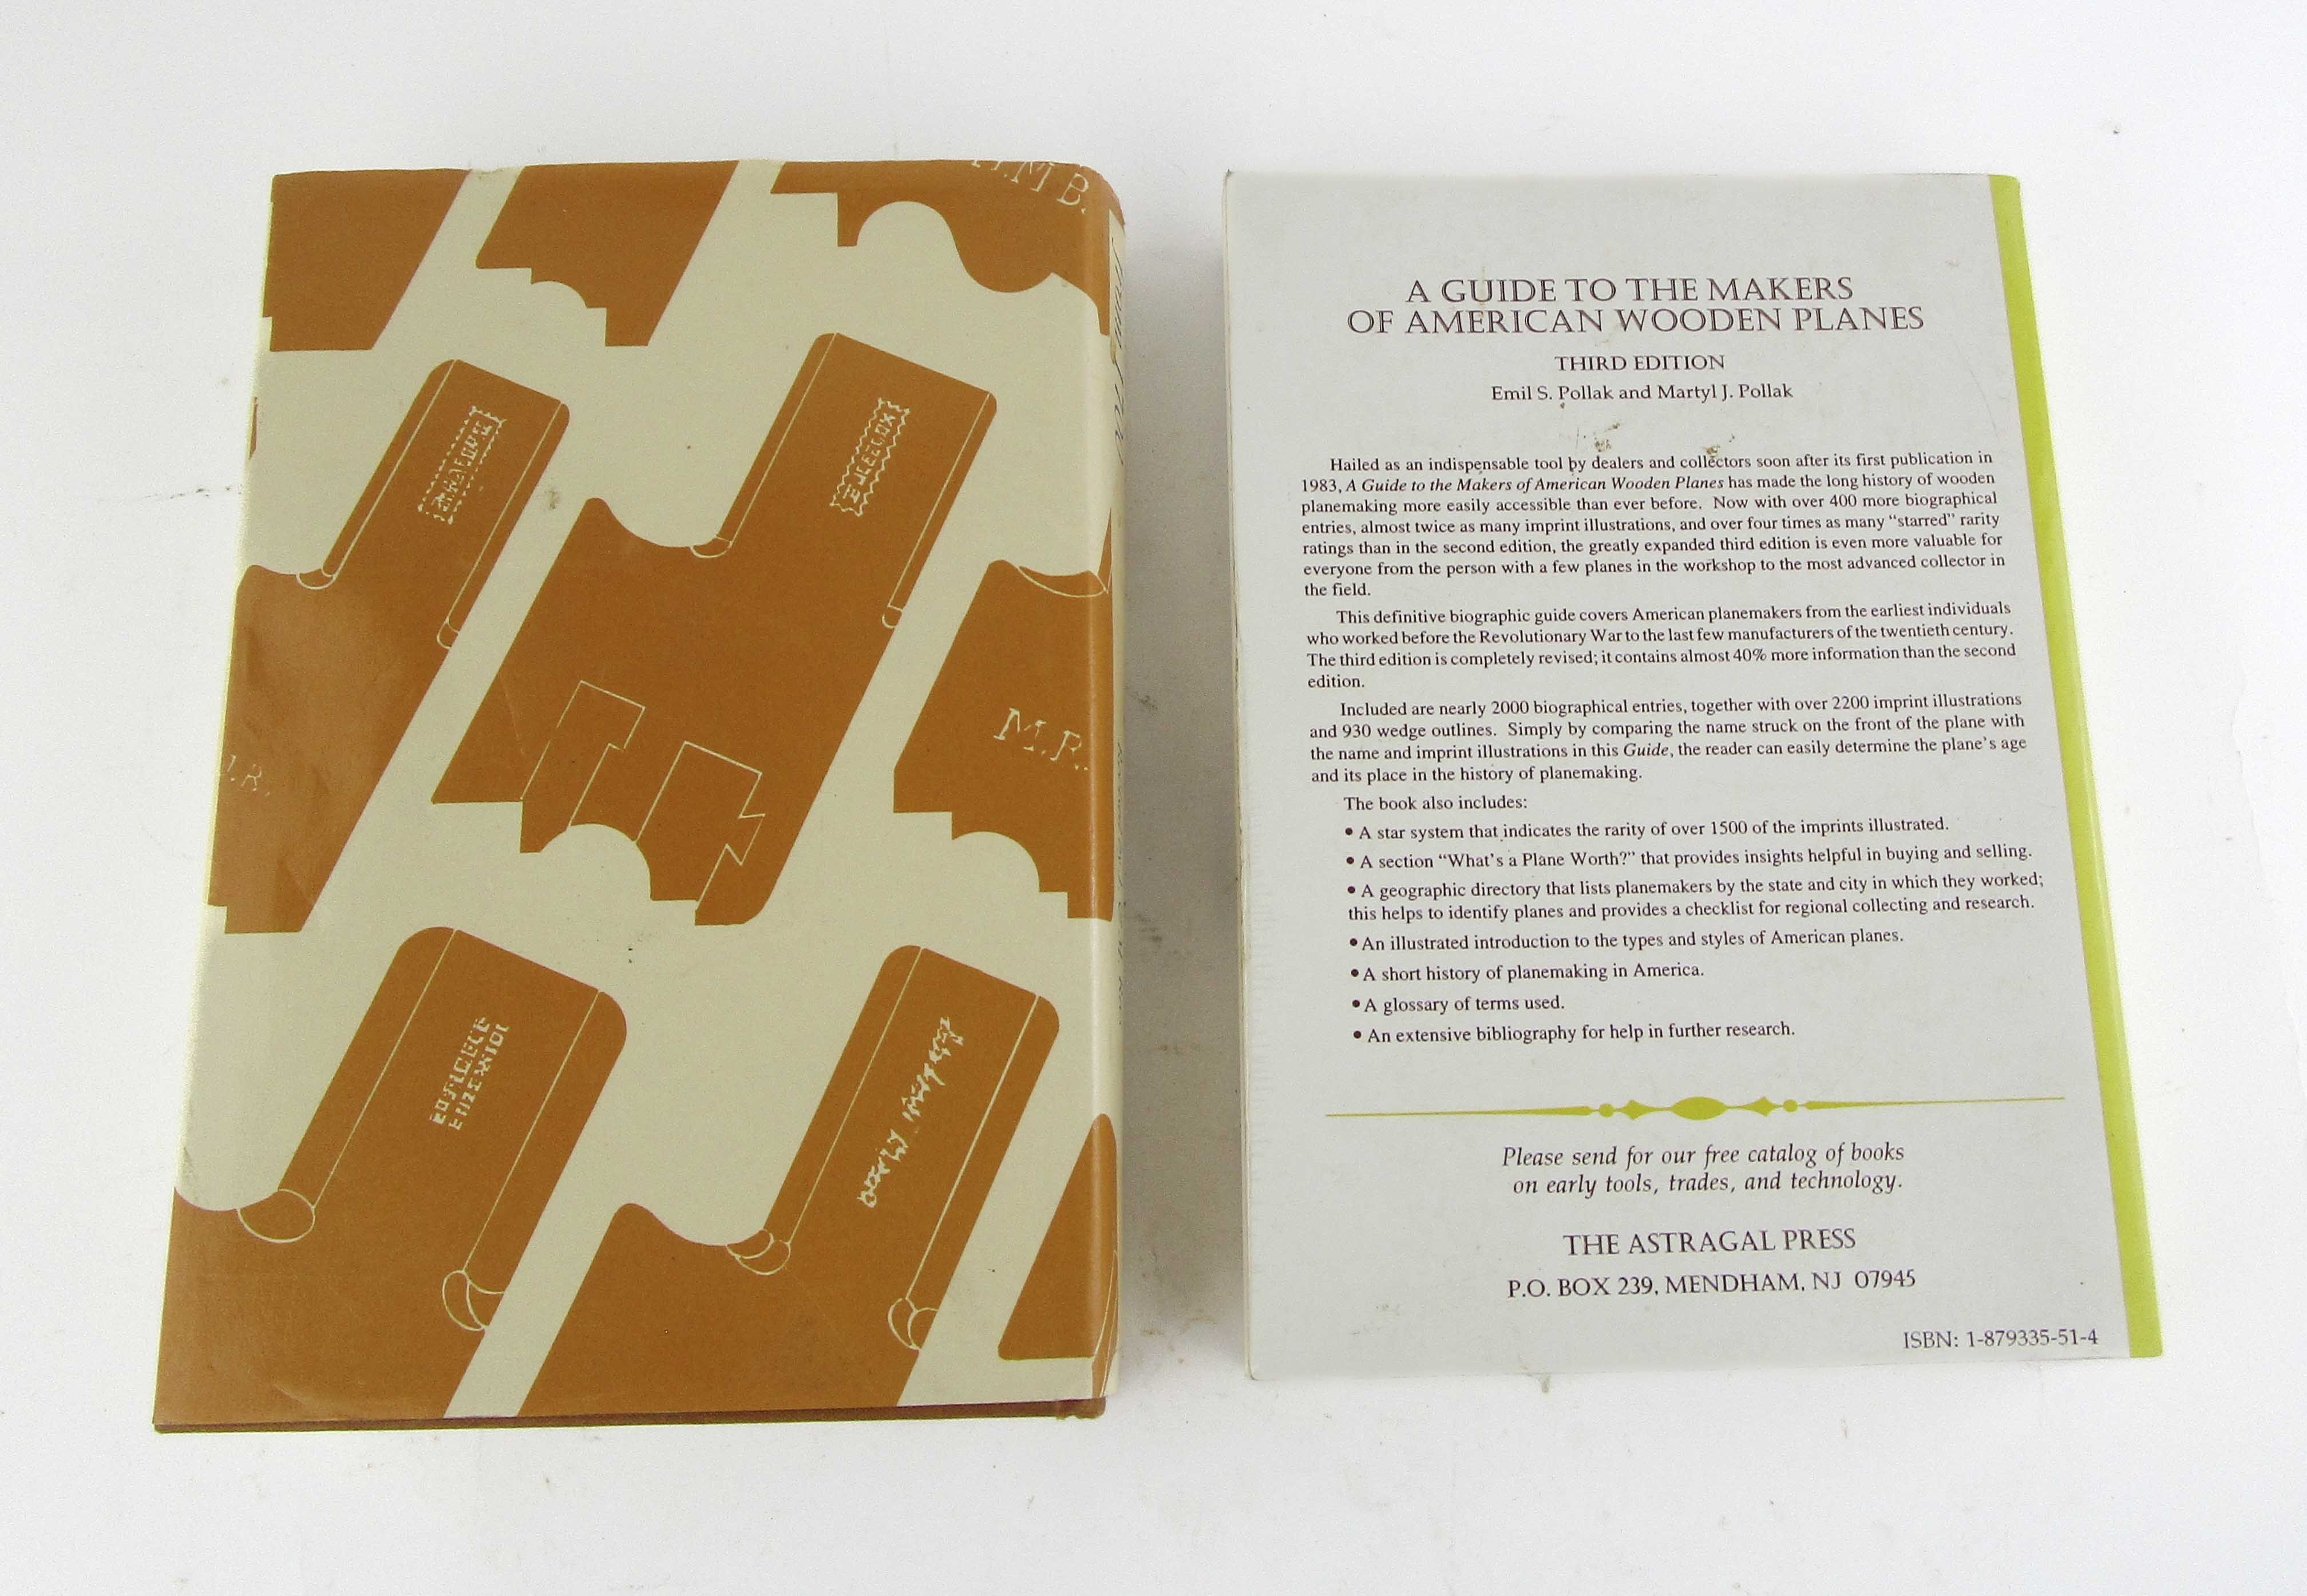 H.M B.
M.R.
A GUIDE TO THE MAKERS
OF AMERICAN WOODEN PLANES
THIRD EDITION
Emil S. Pollak and Martyl J. Pollak
Hailed as an indispensable tool by dealers and collectors soon after its first publication in
1983, A Guide to the Makers of American Wooden Planes has made the long history of wooden
planemaking more easily accessible than ever before. Now with over 400 more biographical
entries, almost twice as many imprint illustrations, and over four times as many "starred" rarity
ratings than in the second edition, the greatly expanded third edition is even more valuable for
everyone from the person with a few planes in the workshop to the most advanced collector in
the field.
This definitive biographic guide covers American planemakers from the earliest individuals
who worked before the Revolutionary War to the last few manufacturers of the twentieth century.
The third edition is completely revised; it contains almost 40% more information than the second
edition.
Included are nearly 2000 biographical entries, together with over 2200 imprint illustrations
and 930 wedge outlines. Simply by comparing the name struck on the front of the plane with
the name and imprint illustrations in this Guide, the reader can easily determine the plane's age
and its place in the history of planemaking.
The book also includes:
• A star system that indicates the rarity of over 1500 of the imprints illustrated.
• A section "What's a Plane Worth?" that provides insights helpful in buying and selling.
• A geographic directory that lists planemakers by the state and city in which they worked;
this helps to identify planes and provides a checklist for regional collecting and research.
• An illustrated introduction to the types and styles of American planes.
• A short history of planemaking in America.
• A glossary of terms used.
• An extensive bibliography for help in further research.
Please send for our free catalog of books
on early tools, trades, and technology.
THE ASTRAGAL PRESS
P.O. BOX 239, MENDHAM, NJ 07945
ISBN: 1-879335-51-4